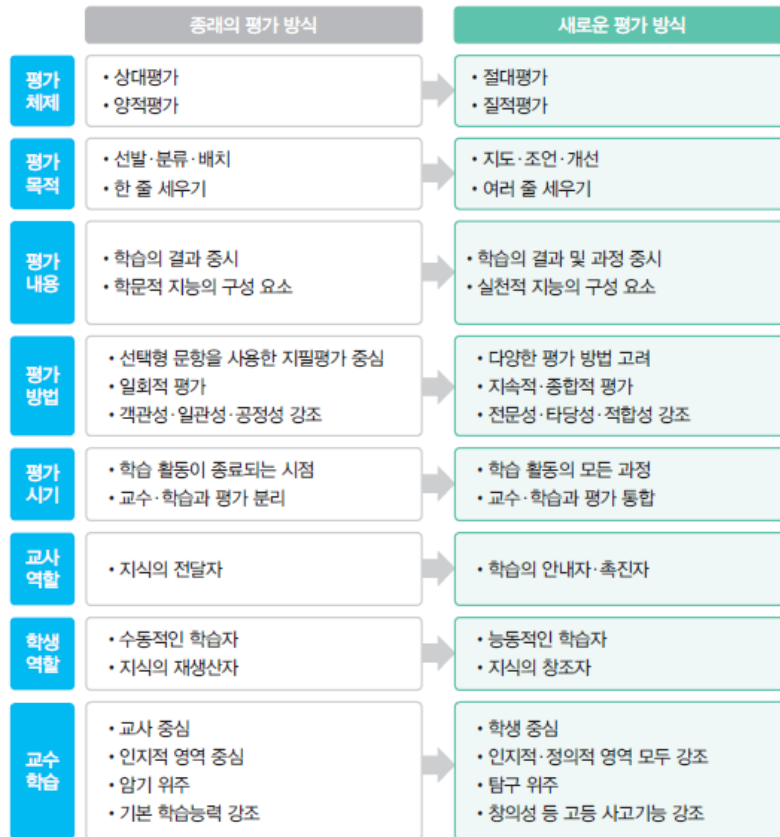 종래의 평가 방식
새로운 평가 방식
평가
체제
• 상대평가
• 양적평가
• 절대평가
• 질적평가
평가
목적
• 선발·분류·배치
• 한 줄 세우기
• 지도·조언·개선
• 여러 줄 세우기
평가
내용
• 학습의 결과 중시
• 학문적 지능의 구성 요소
• 학습의 결과 및 과정 중시
• 실천적 지능의 구성 요소
평가
방법
• 선택형 문항을 사용한 지필평가 중심
• 일회적 평가
• 객관성·일관성·공정성 강조
• 다양한 평가 방법 고려
• 지속적·종합적 평가
• 전문성·타당성·적합성 강조
평가
시기
• 학습 활동이 종료되는 시점
• 교수·학습과 평가 분리
• 학습 활동의 모든 과정
• 교수·학습과 평가 통합
교사
역할
• 지식의 전달자
• 학습의 안내자·촉진자
학생
역할
• 수동적인 학습자
• 지식의 재생산자
• 능동적인 학습자
• 지식의 창조자
교수
학습
• 교사 중심
• 인지적 영역 중심
• 암기 위주
• 기본 학습능력 강조
• 학생 중심
• 인지적·정의적 영역 모두 강조
• 탐구 위주
• 창의성 등 고등 사고기능 강조